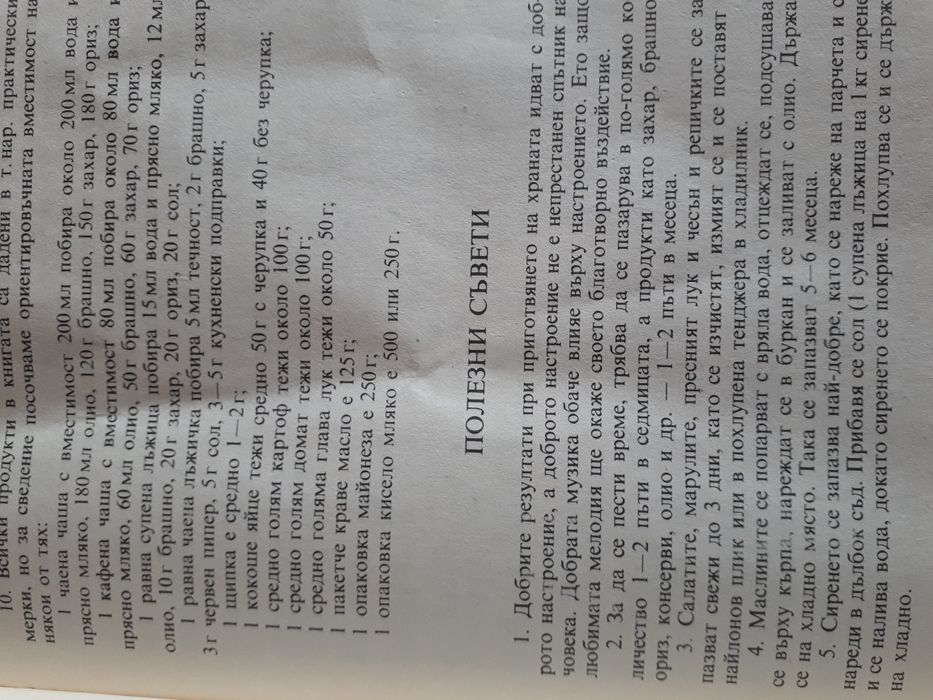 10. Всички продукти в книгата са дадени в т. нар. практически
мерки, но за сведение посочваме ориентировъчната вместимост на
някои от тях:
1 чаена чаша с вместимост 200 мл побира около 200 мл вода и
прясно мляко, 180 мл олио, 120 г брашно, 150 г захар, 180 г ориз;
1 кафена чаша с вместимост 80 мл побира около 80 мл вода и
прясно мляко, 60 мл олио, 50 г брашно, 60 г захар, 70 г ориз;
1 равна супена лъжица побира 15 мл вода и прясно мляко, 12 мл
олио, 10 г брашно, 20 г захар, 20 г ориз, 20 г сол;
1 равна чаена лъжичка побира 5 мл течност, 2 г брашно, 5 г захар
3 г червен пипер, 5 г сол, 3—5 г кухненски подправки;
1 щипка е средно 1—2 г;
1 кокоше яйце тежи средно 50 г с черупка и 40 г без черупка;
1 средно голям картоф тежи около 100 г;
1 средно голям домат тежи около 100 г;
1 средно голяма глава лук тежи около 50 г;
1 пакетче краве масло е 125 г;
1 опаковка майонеза е 250 г;
1 опаковка кисело мляко е 500 или 250 г.
ПОЛЕЗНИ СЪВЕТИ
1. Добрите резултати при приготвянето на храната идват с доб-
рото настроение, а доброто настроение е непрестанен спътник на
човека. Добрата музика обаче влияе върху настроението. Ето защо
любимата мелодия ще окаже своето благотворно въздействие.
2. За да се пести време, трябва да се пазарува в по-голямо ко
личество 1—2 пъти в седмицата, а продукти като захар, брашно
ориз, консерви, олио и др. — 1—2 пъти в месеца.
3. Салатите, марулите, пресният лук и чесън и репичките се за
пазват свежи до 3 дни, като се изчистят, измият се и се поставят
найлонов плик или в похлупена тенджера в хладилник.
4. Маслините се попарват с вряла вода, отцеждат се, подсушава
се върху кърпа, нареждат се в буркан и се заливат с олио. Държа
се на хладно място. Така се запазват 5—6 месеца.
5. Сиренето се запазва най-добре, като се нареже на парчета и с
нареди в дълбок съд. Прибавя се сол (1 супена лъжица на 1 кг сирене
и се налива вода, докато сиренето се покрие. Похлупва се и се държ
на хладно.